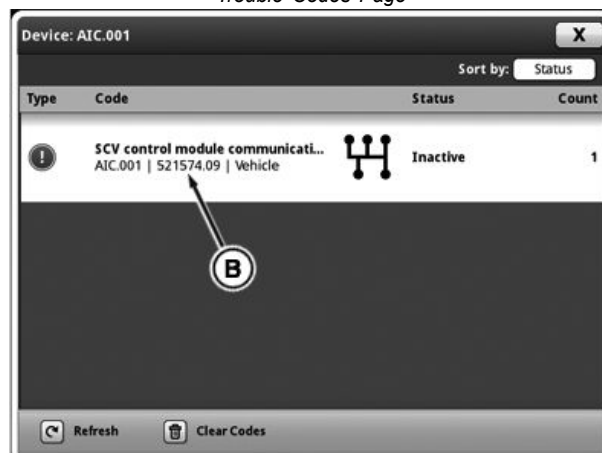 Trouble Codes Page
Device: AIC.001 X
Sort by: Status
Type Code Status Count
! SCV control module communicati... Inactive 1
AIC.001 | 521574.09 | Vehicle
B
Refresh Clear Codes